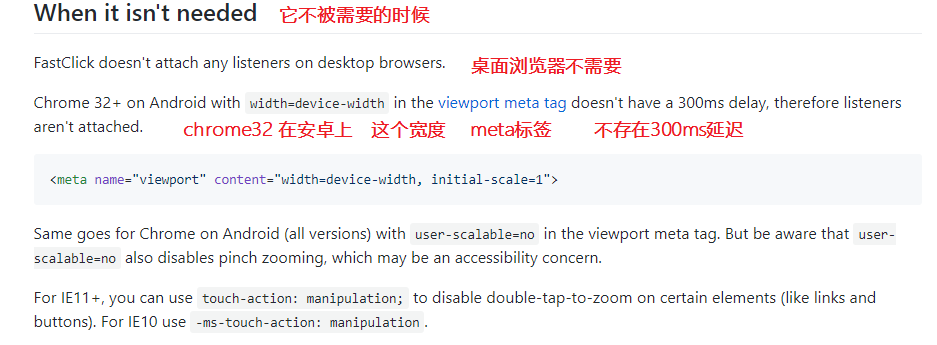 When it isn't needed 它不被需要的时候
FastClick doesn't attach any listeners on desktop browsers. 桌面浏览器不需要
Chrome 32+ on Android with width=device-width in the viewport meta tag doesn't have a 300ms delay, therefore listeners
aren't attached. chrome32 在安卓上 这个宽度 meta标签 不存在300ms延迟
<meta name="viewport" content="width=device-width, initial-scale=1">
Same goes for Chrome on Android (all versions) with user-scalable=no in the viewport meta tag. But be aware that user-
scalable=no also disables pinch zooming, which may be an accessibility concern.
For IE11+, you can use touch-action: manipulation; to disable double-tap-to-zoom on certain elements (like links and
buttons). For IE10 use -ms-touch-action: manipulation.